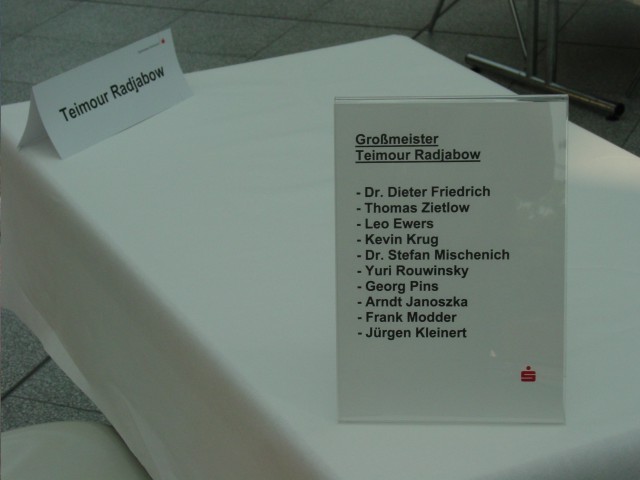 Teimour Radjabow
Großmeister
Teimour Radjabow
- Dr. Dieter Friedrich
- Thomas Zietlow
- Leo Ewers
- Kevin Krug
- Dr. Stefan Mischenich
- Yuri Rouwinsky
- Georg Pins
- Arndt Janoszka
- Frank Modder
- Jürgen Kleinert